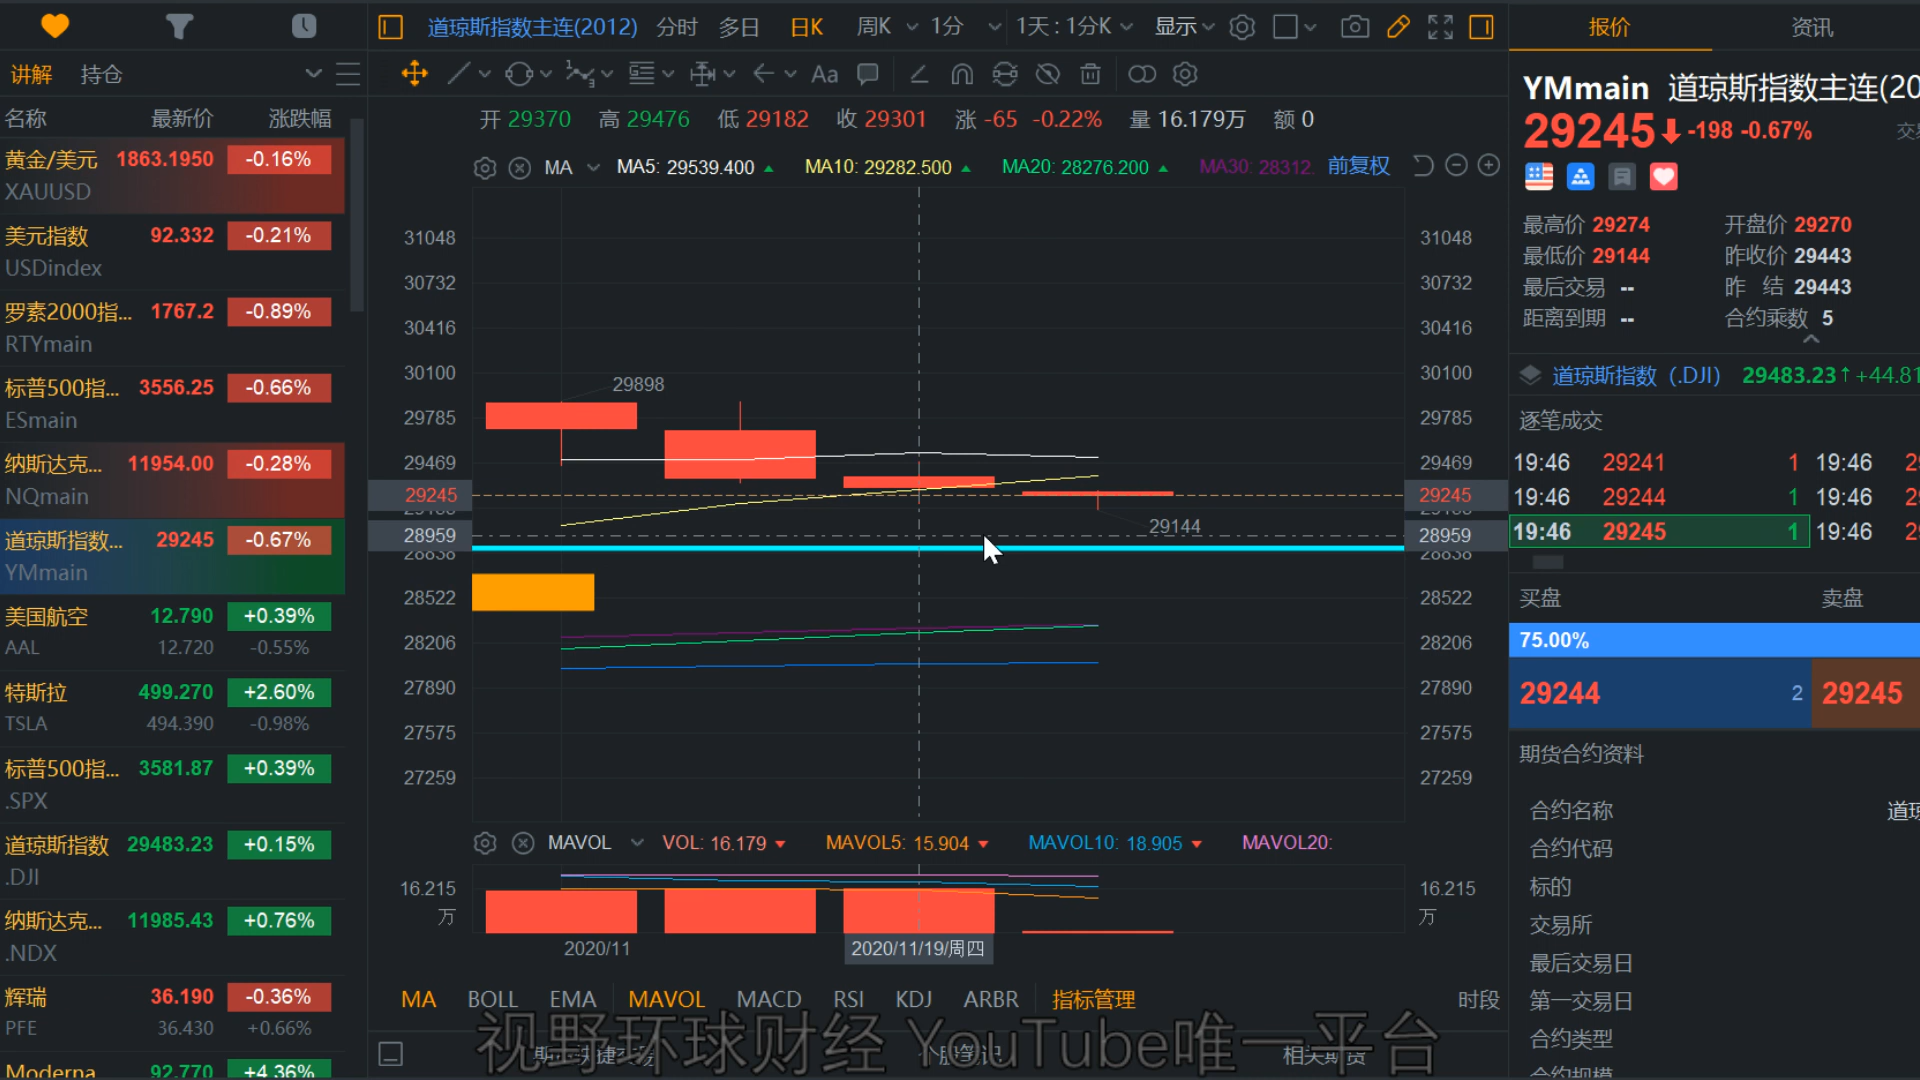 道琼斯指数主连(2012) 分时 多日 日K 周K 1分 1天:1分K 显示
报价 资讯
讲解 持仓
Aa
名称 最新价 涨跌幅
黄金/美元 1863.1950 -0.16%
XAUUSD
美元指数 92.332 -0.21%
USDindex
罗素2000指... 1767.2 -0.89%
RTYmain
标普500指... 3556.25 -0.66%
ESmain
纳斯达克... 11954.00 -0.28%
NQmain
道琼斯指数... 29245 -0.67%
YMmain
美国航空 12.790 +0.39%
AAL 12.720 -0.55%
特斯拉 499.270 +2.60%
TSLA 494.390 -0.98%
标普500指... 3581.87 +0.39%
.SPX
道琼斯指数 29483.23 +0.15%
.DJI
纳斯达克... 11985.43 +0.76%
.NDX
辉瑞 36.190 -0.36%
PFE 36.430 +0.66%
Moderna 92.770 +4.36%
开 29370 高 29476 低 29182 收 29301 涨 -65 -0.22% 量 16.179万 额 0
MA MA5: 29539.400 MA10: 29282.500 MA20: 28276.200 MA30: 28312. 前复权
31048 31048
30732 30732
30416 30416
30100 30100
29898
29785 29785
29469 29469
29245 29245
29144
28959 28959
28838 28838
28522 28522
28206 28206
27890 27890
27575 27575
27259 27259
MAVOL VOL: 16.179 MAVOL5: 15.904 MAVOL10: 18.905 MAVOL20:
16.215 16.215
万 万
2020/11 2020/11/19/周四
MA BOLL EMA MAVOL MACD RSI KDJ ARBR 指标管理 时段
视野环球财经 YouTube唯一平台
YMmain 道琼斯指数主连(20
29245 -198 -0.67%
最高价 29274 开盘价 29270
最低价 29144 昨收价 29443
最后交易 -- 昨 结 29443
距离到期 -- 合约乘数 5
道琼斯指数 (.DJI) 29483.23↑+44.81
逐笔成交
19:46 29241 1 19:46
19:46 29244 1 19:46
19:46 29245 1 19:46
买盘 卖盘
75.00%
29244 2 29245
期货合约资料
合约名称
合约代码
标的
交易所
最后交易日
第一交易日
合约类型
合约规模